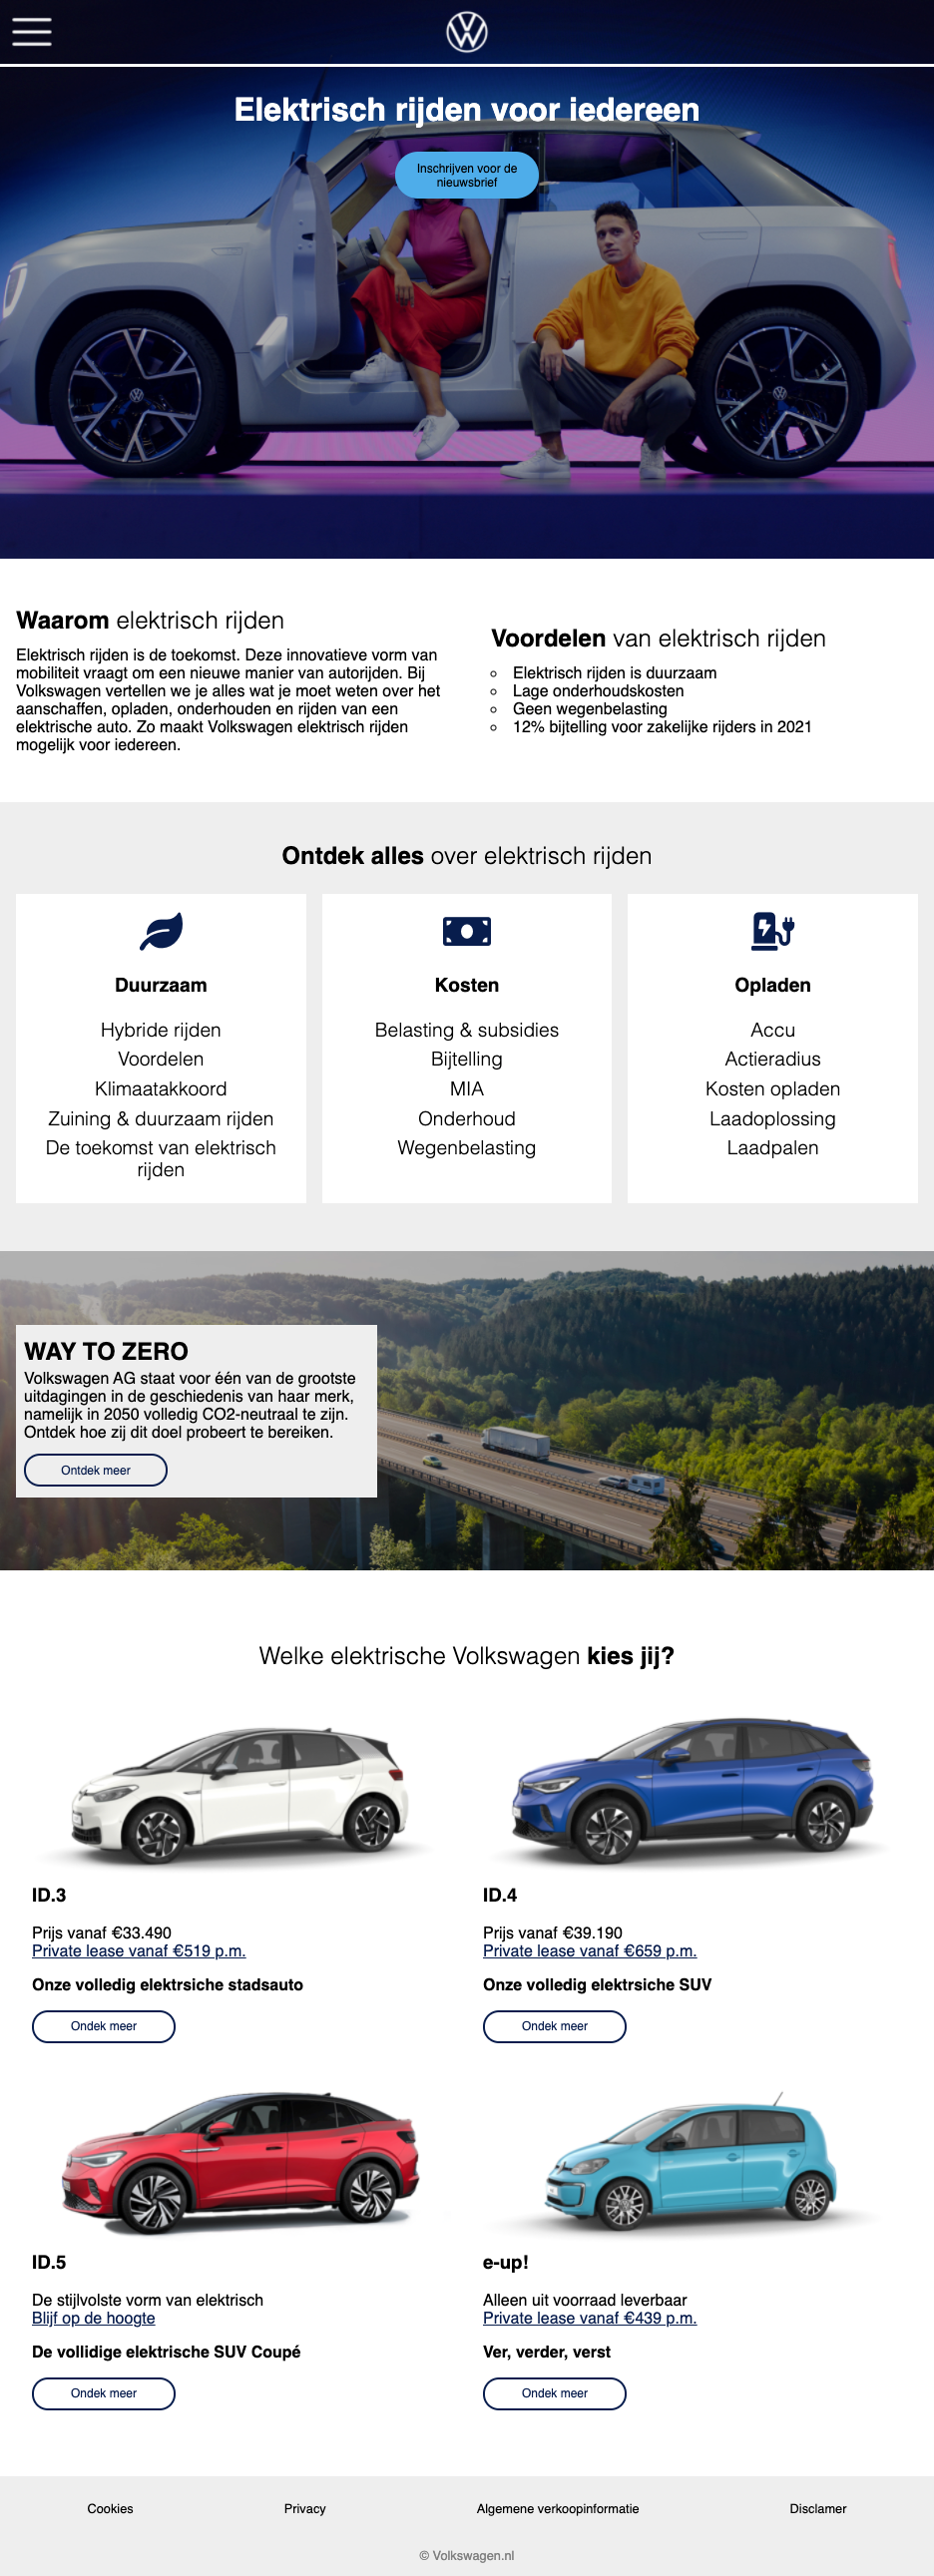 Elektrisch rijden voor iedereen
Inschrijven voor de
nieuwsbrief
Waarom elektrisch rijden
Elektrisch rijden is de toekomst. Deze innovatieve vorm van
mobiliteit vraagt om een nieuwe manier van autorijden. Bij
Volkswagen vertellen we je alles wat je moet weten over het
aanschaffen, opladen, onderhouden en rijden van een
elektrische auto. Zo maakt Volkswagen elektrisch rijden
mogelijk voor iedereen.
Voordelen van elektrisch rijden
Elektrisch rijden is duurzaam
Lage onderhoudskosten
Geen wegenbelasting
12% bijtelling voor zakelijke rijders in 2021
Ontdek alles over elektrisch rijden
Duurzaam
Hybride rijden
Voordelen
Klimaatakkoord
Zuining & duurzaam rijden
De toekomst van elektrisch
rijden
Kosten
Belasting & subsidies
Bijtelling
MIA
Onderhoud
Wegenbelasting
Opladen
Accu
Actieradius
Kosten opladen
Laadoplossing
Laadpalen
WAY TO ZERO
Volkswagen AG staat voor één van de grootste
uitdagingen in de geschiedenis van haar merk,
namelijk in 2050 volledig CO2-neutraal te zijn.
Ontdek hoe zij dit doel probeert te bereiken.
Ontdek meer
Welke elektrische Volkswagen kies jij?
ID.3
Prijs vanaf €33.490
Private lease vanaf €519 p.m.
Onze volledig elektrsiche stadsauto
Ondek meer
ID.4
Prijs vanaf €39.190
Private lease vanaf €659 p.m.
Onze volledig elektrsiche SUV
Ondek meer
ID.5
De stijlvolste vorm van elektrisch
Blijf op de hoogte
De vollidige elektrische SUV Coupé
Ondek meer
e-up!
Alleen uit voorraad leverbaar
Private lease vanaf €439 p.m.
Ver, verder, verst
Ondek meer
Cookies
Privacy
Algemene verkoopinformatie
Disclamer
© Volkswagen.nl